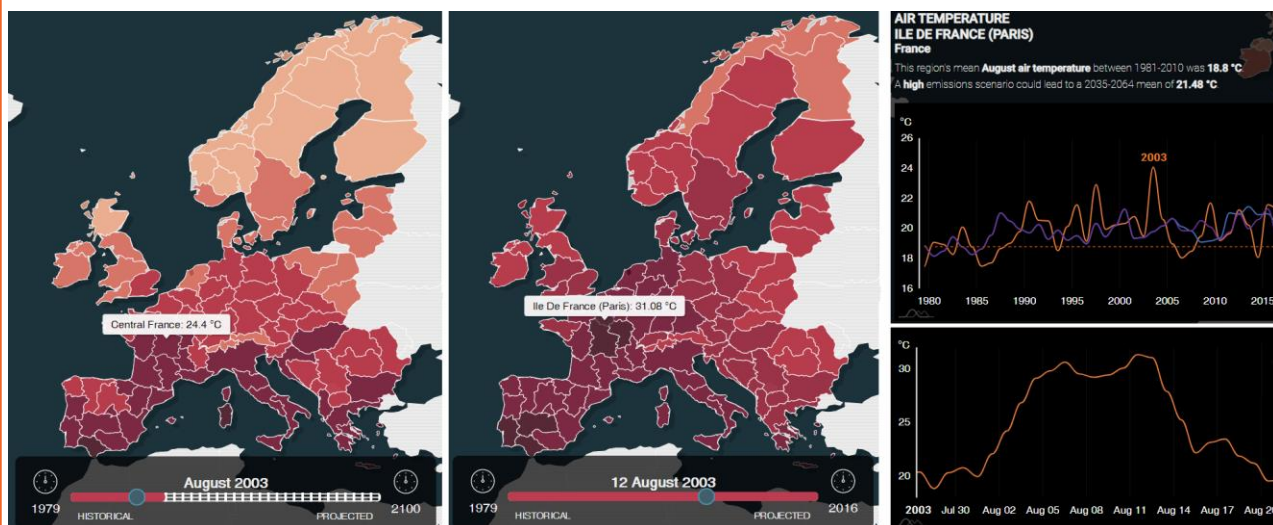 Central France: 24.4 °C
August 2003
1979
2100
HISTORICAL
PROJECTED
Ile De France (Paris): 31.08 °C
12 August 2003
1979
2016
HISTORICAL
PROJECTED
AIR TEMPERATURE
ILE DE FRANCE (PARIS)
France
This region's mean August air temperature between 1981-2010 was 18.8 °C
A high emissions scenario could lead to a 2035-2064 mean of 21.48 °C
°C
26
24
22
20
18
16
2003
1980 1985 1990 1995 2000 2005 2010 2015
°C
30
25
20
2003 Jul 30 Aug 02 Aug 05 Aug 08 Aug 11 Aug 14 Aug 17 Aug 20